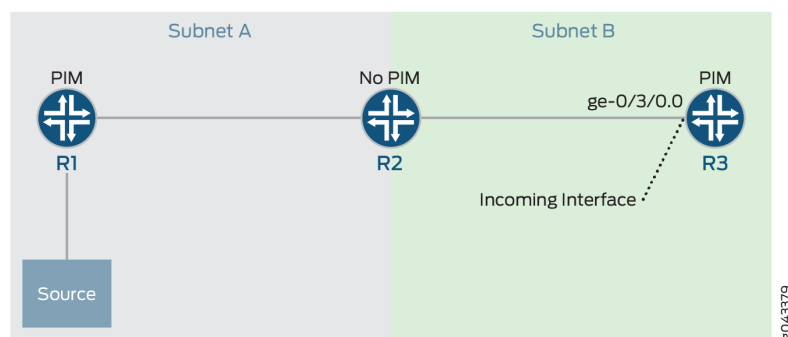 Subnet A
Subnet B
PIM
No PIM
PIM
ge-0/3/0.0
R1
R2
R3
Incoming Interface
Source
g043379